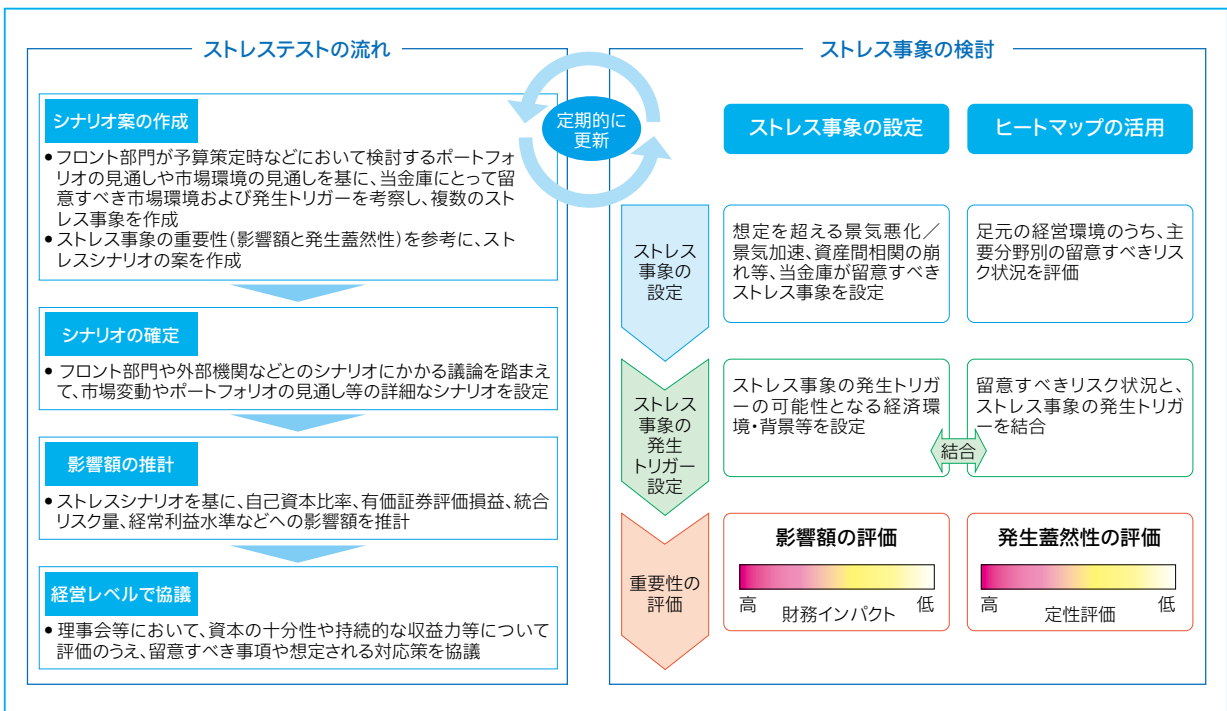 ストレステストの流れ
シナリオ案の作成
●フロント部門が予算策定時などにおいて検討するポートフォ
リオの見通しや市場環境の見通しを基に、当金庫にとって留
意すべき市場環境および発生トリガーを考察し、複数のスト
レス事象を作成
●ストレス事象の重要性(影響額と発生蓋然性)を参考に、スト
レスシナリオの案を作成
シナリオの確定
● フロント部門や外部機関などとのシナリオにかかる議論を踏まえ
て、市場変動やポートフォリオの見通し等の詳細なシナリオを設定
影響額の推計
●ストレスシナリオを基に、自己資本比率、有価証券評価損益、統合
リスク量、経常利益水準などへの影響額を推計
経営レベルで協議
● 理事会等において、資本の十分性や持続的な収益力等について
評価のうえ、留意すべき事項や想定される対応策を協議
定期的に
更新
ストレス事象の検討
ストレス事象の設定
ヒートマップの活用
ストレス
事象の
設定
想定を超える景気悪化／
景気加速、資産間相関の崩
れ等、当金庫が留意すべき
ストレス事象を設定
足元の経営環境のうち、主
要分野別の留意すべきリス
ク状況を評価
ストレス
事象の
発生
トリガー
設定
ストレス事象の発生トリガ
ーの可能性となる経済環
境・背景等を設定
結合
留意すべきリスク状況と、
ストレス事象の発生トリガ
ーを結合
重要性の
評価
影響額の評価
高
財務インパクト
低
発生蓋然性の評価
高
定性評価
低